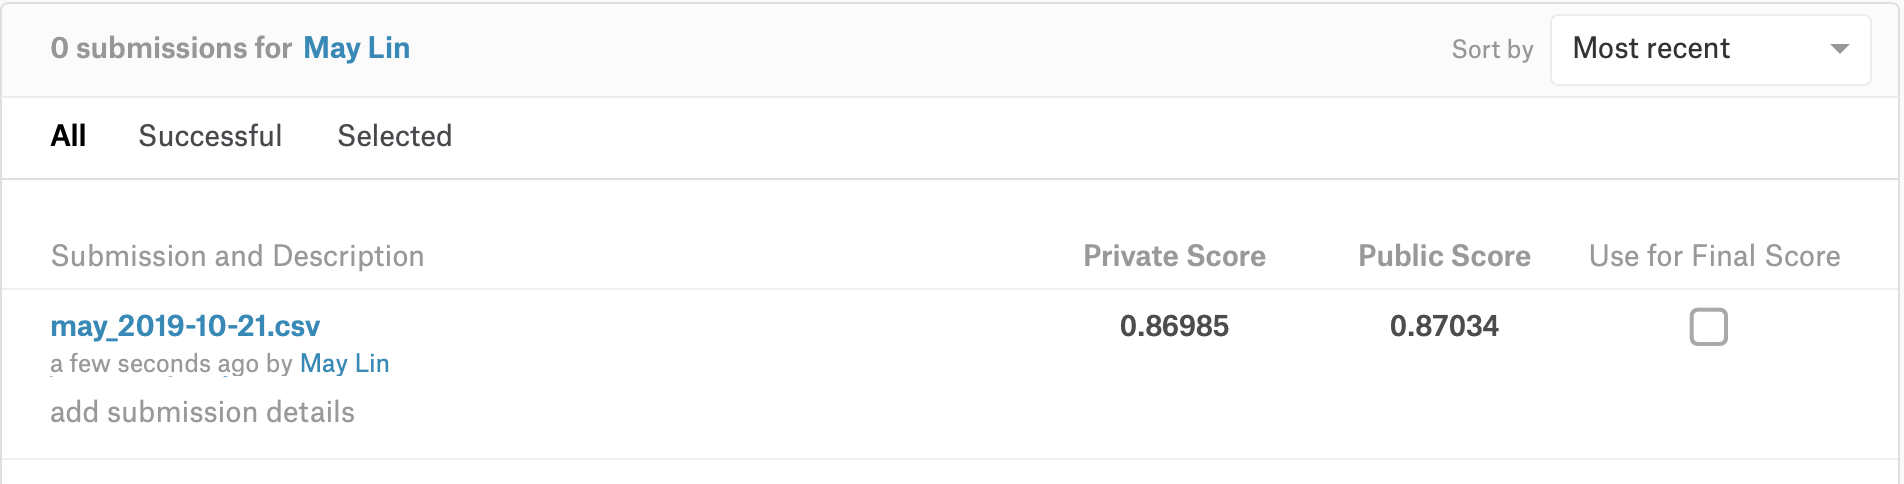 0 submissions for May Lin
Sort by Most recent
All Successful Selected
Submission and Description Private Score Public Score Use for Final Score
may_2019-10-21.csv 0.86985 0.87034
a few seconds ago by May Lin
add submission details